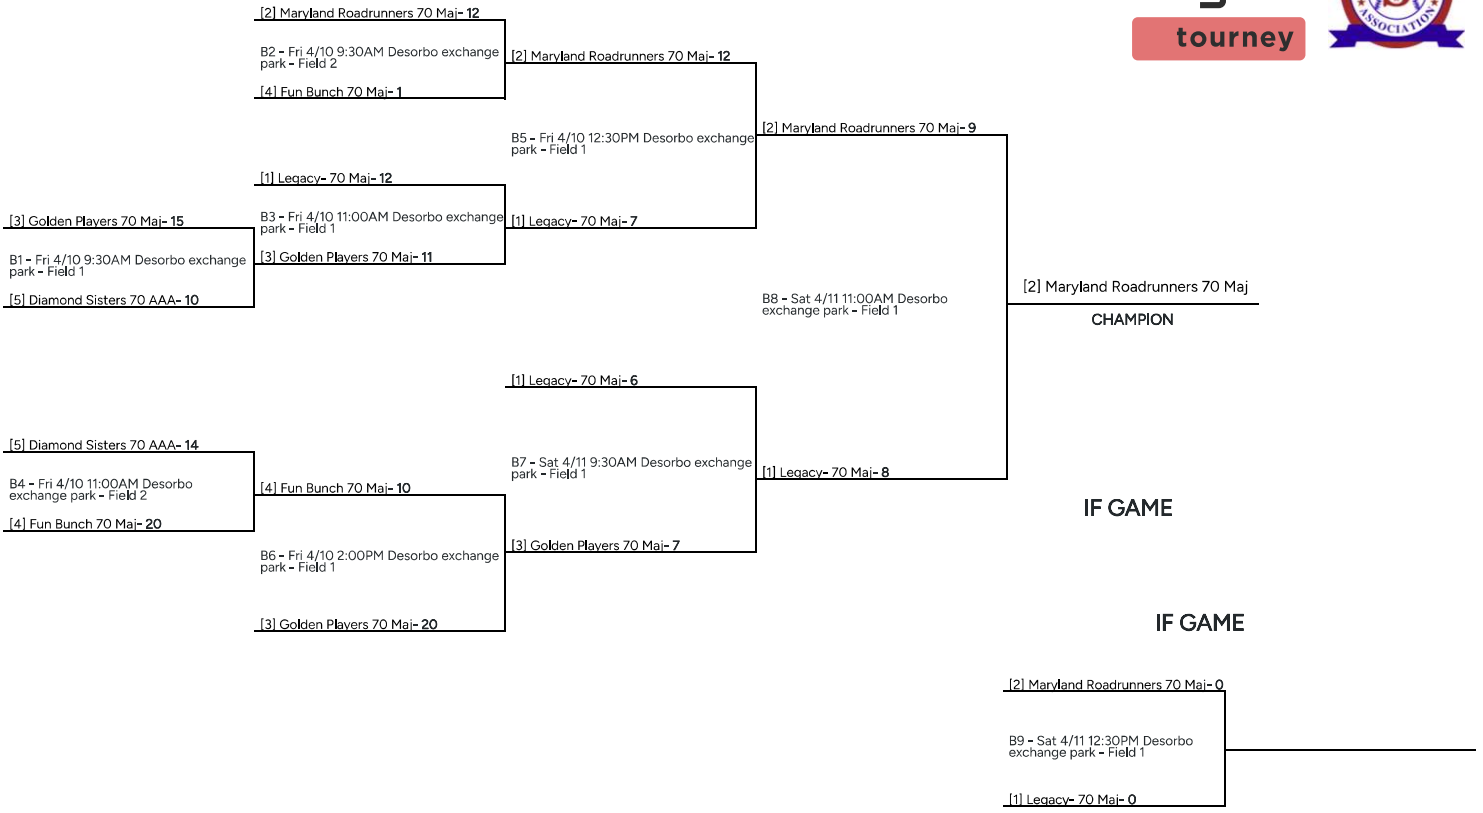 [2] Maryland Roadrunners 70 Maj- 12
B2 - Fri 4/10 9:30AM Desorbo exchange
park - Field 2
[4] Fun Bunch 70 Maj- 1
[2] Maryland Roadrunners 70 Maj- 12
tourney
ASSOCIATION
B5 - Fri 4/10 12:30PM Desorbo exchange
park - Field 1
[2] Maryland Roadrunners 70 Maj- 9
[1] Legacy- 70 Maj- 12
[3] Golden Players 70 Maj- 15
B3 - Fri 4/10 11:00AM Desorbo exchange
park - Field 1
[1] Legacy- 70 Maj- 7
B1 - Fri 4/10 9:30AM Desorbo exchange
park - Field 1
[3] Golden Players 70 Maj- 11
[5] Diamond Sisters 70 AAA- 10
B8 - Sat 4/11 11:00AM Desorbo
exchange park - Field 1
[2] Maryland Roadrunners 70 Maj
CHAMPION
[1] Legacy- 70 Maj- 6
[5] Diamond Sisters 70 AAA- 14
B4 - Fri 4/10 11:00AM Desorbo
exchange park - Field 2
[4] Fun Bunch 70 Maj- 20
[4] Fun Bunch 70 Maj- 10
B7 - Sat 4/11 9:30AM Desorbo exchange
park - Field 1
[1] Legacy- 70 Maj- 8
IF GAME
B6 - Fri 4/10 2:00PM Desorbo exchange
park - Field 1
[3] Golden Players 70 Maj- 7
[3] Golden Players 70 Maj- 20
IF GAME
[2] Maryland Roadrunners 70 Maj- 0
B9 - Sat 4/11 12:30PM Desorbo
exchange park - Field 1
[1] Legacy- 70 Maj- 0